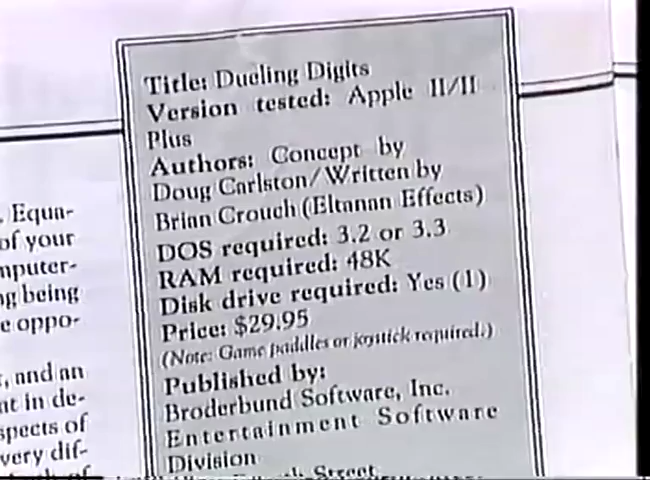 . Equa-
of your
mputer-
ng being
e oppo-
, and an
at in de-
spects of
very dif-
Title: Dueling Digits
Version tested: Apple II/II
Plus
Authors: Concept by
Doug Carlston/Written by
Brian Crouch (Eltanan Effects)
DOS required: 3.2 or 3.3
RAM required: 48K
Disk drive required: Yes (1)
Price: $29.95
(Note: Game paddles or joystick required.)
Published by:
Broderbund Software, Inc.
Entertainment Software
Division
Street